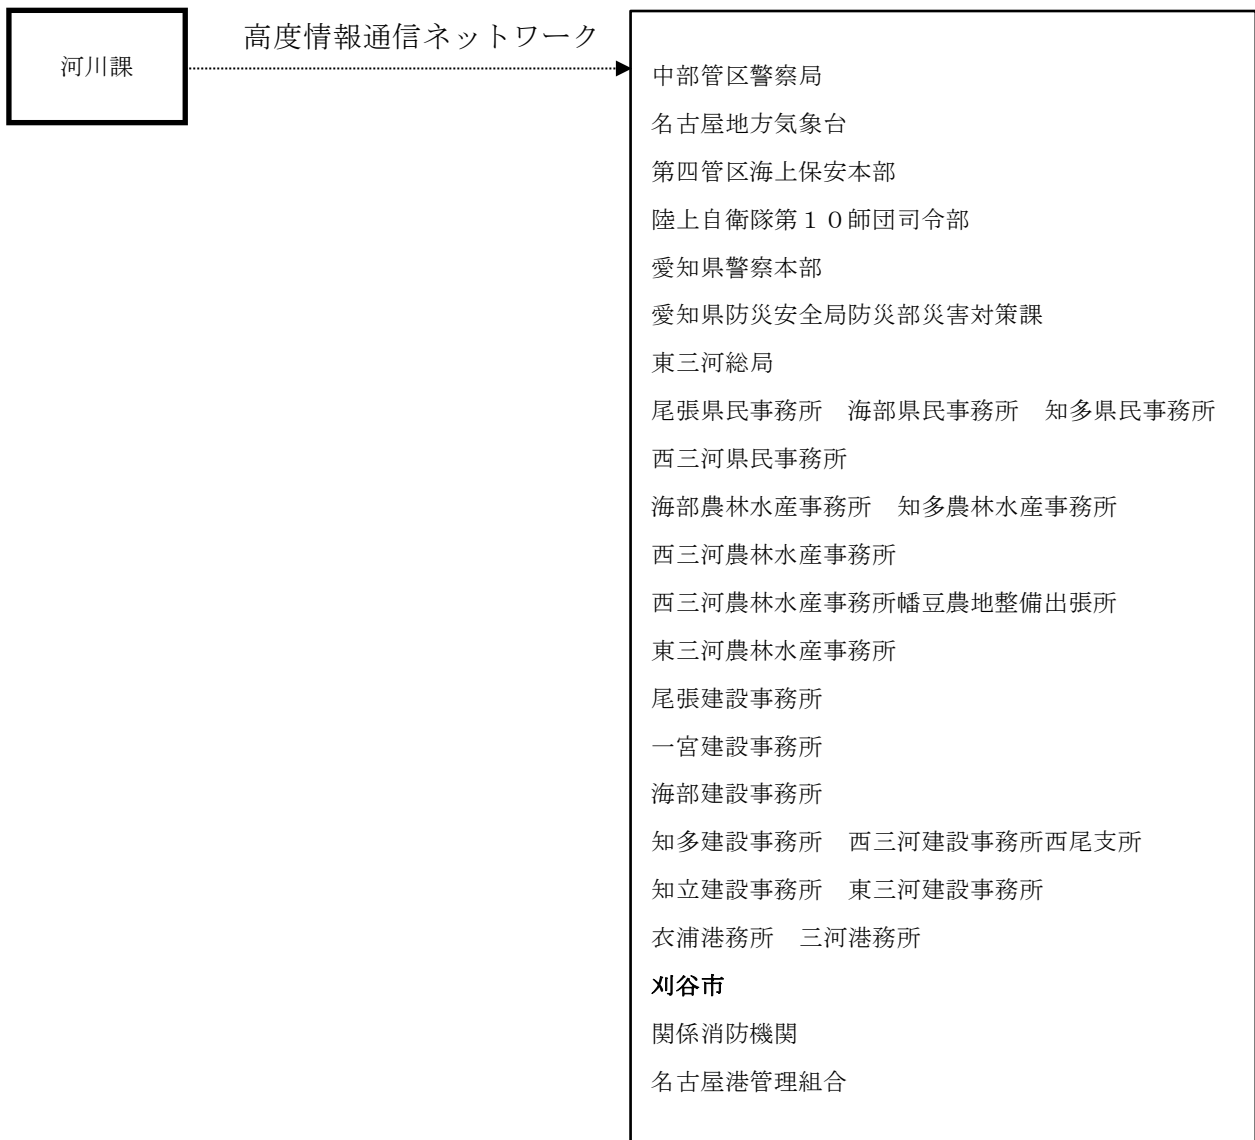 河川課
高度情報通信ネットワーク
中部管区警察局
名古屋地方気象台
第四管区海上保安本部
陸上自衛隊第１０師団司令部
愛知県警察本部
愛知県防災安全局防災部災害対策課
東三河総局
尾張県民事務所　海部県民事務所　知多県民事務所
西三河県民事務所
海部農林水産事務所　知多農林水産事務所
西三河農林水産事務所
西三河農林水産事務所幡豆農地整備出張所
東三河農林水産事務所
尾張建設事務所
一宮建設事務所
海部建設事務所
知多建設事務所　西三河建設事務所西尾支所
知立建設事務所　東三河建設事務所
衣浦港務所　三河港務所
刈谷市
関係消防機関
名古屋港管理組合